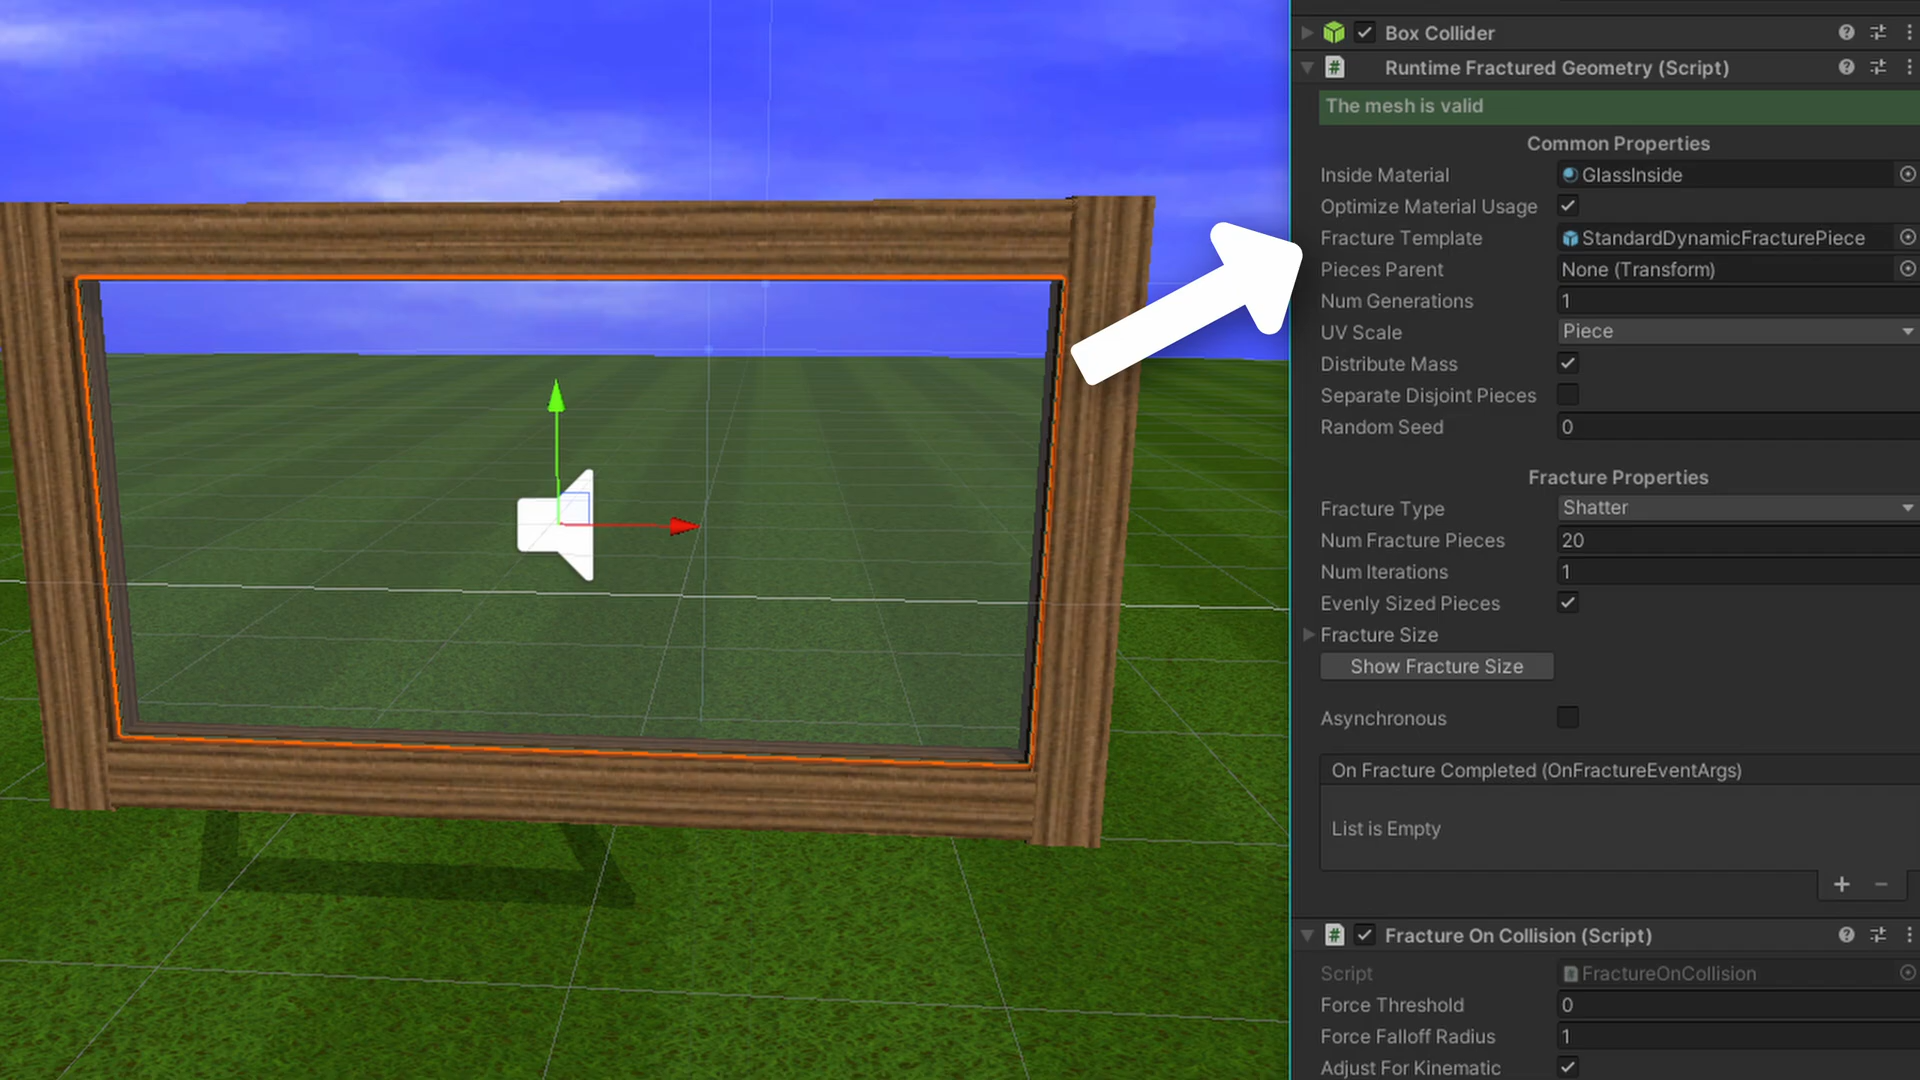 Box Collider
Runtime Fractured Geometry (Script)
The mesh is valid
Common Properties
Inside Material GlassInside
Optimize Material Usage
Fracture Template StandardDynamicFracturePiece
Pieces Parent None (Transform)
Num Generations 1
UV Scale Piece
Distribute Mass
Separate Disjoint Pieces
Random Seed 0
Fracture Properties
Fracture Type Shatter
Num Fracture Pieces 20
Num Iterations 1
Evenly Sized Pieces
Fracture Size
Show Fracture Size
Asynchronous
On Fracture Completed (OnFractureEventArgs)
List is Empty
+ −
Fracture On Collision (Script)
Script FractureOnCollision
Force Threshold 0
Force Falloff Radius 1
Adjust For Kinematic